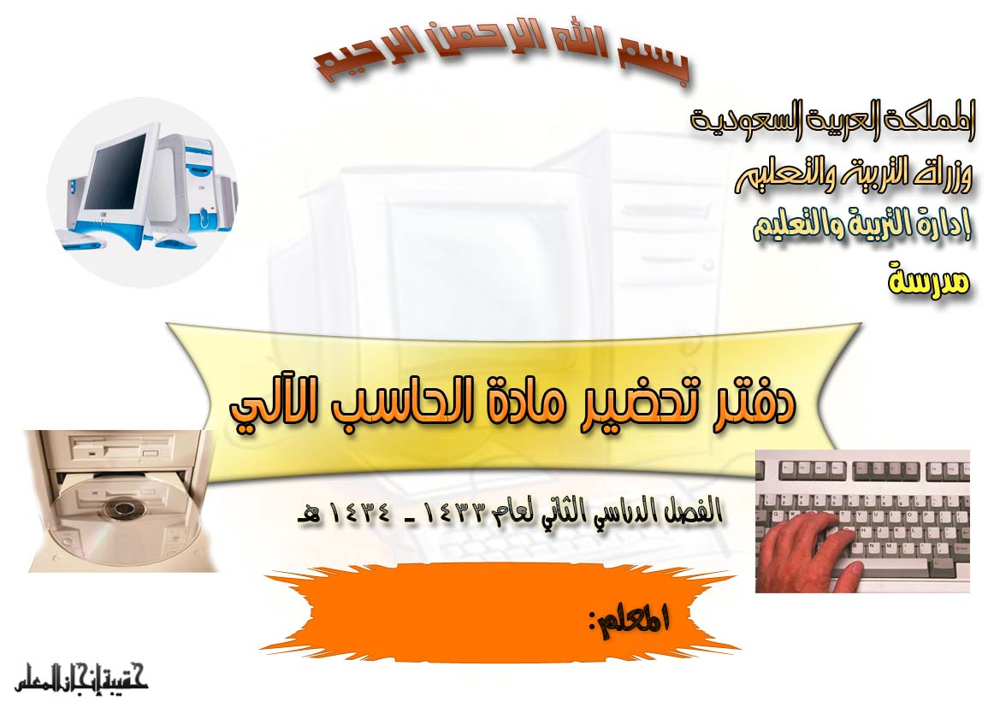 بسم الله الرحمن الرحيم
المملكة العربية السعودية
وزراة التربية والتعليم
إدارة التربية والتعليم
مدرسة
دفتر تحضير مادة الحاسب الآلي
الفصل الدراسي الثاني لعام ١٤٣٣ - ١٤٣٤ هـ
المعلم:
حقيبة إنجاز المعلم